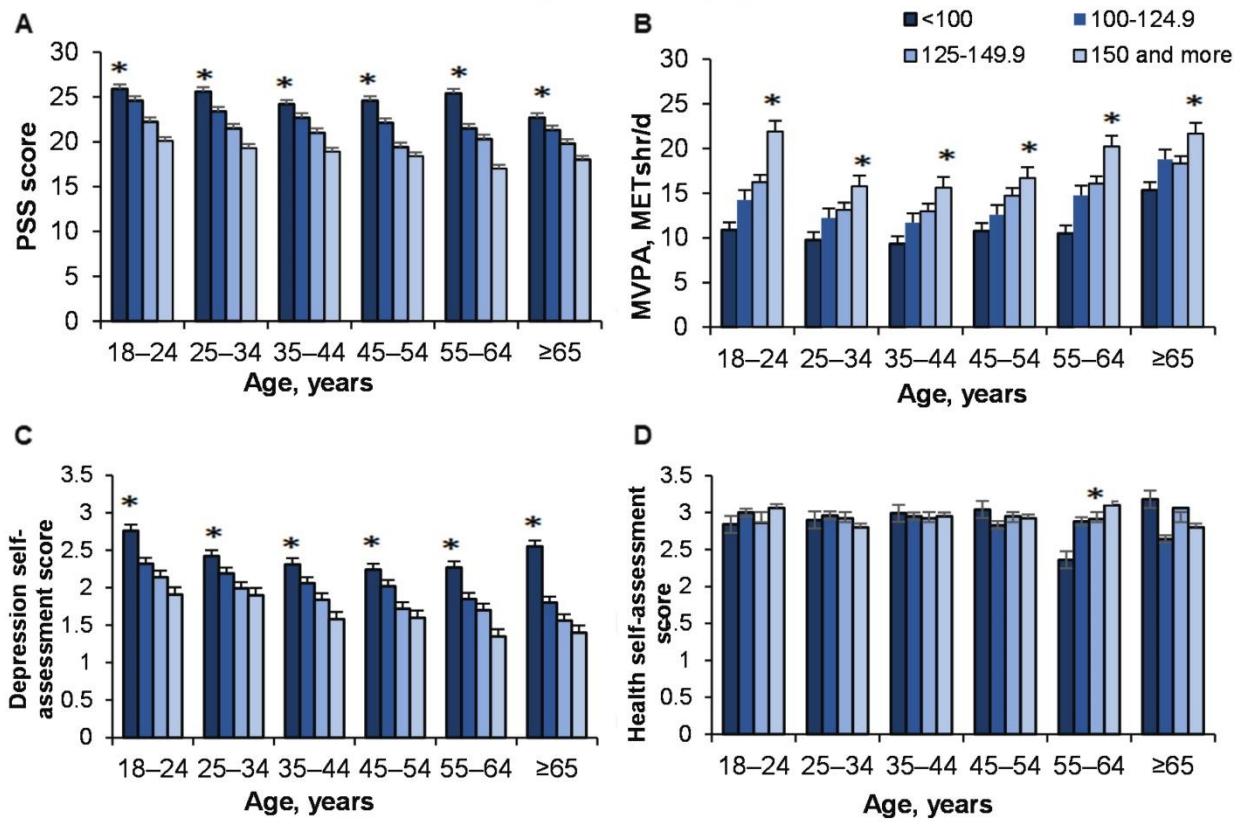 A
PSS score
30
25
20
15
10
5
0
* * * * * *
18–24 25–34 35–44 45–54 55–64 ≥65
Age, years
B
<100 100-124.9
125-149.9 150 and more
MVPA, METshr/d
30
25
20
15
10
5
0
* * * * * *
18–24 25–34 35–44 45–54 55–64 ≥65
Age, years
C
Depression self-
assessment score
3.5
3
2.5
2
1.5
1
0.5
0
* * * * * *
18–24 25–34 35–44 45–54 55–64 ≥65
Age, years
D
Health self-assessment
score
3.5
3
2.5
2
1.5
1
0.5
0
*
18–24 25–34 35–44 45–54 55–64 ≥65
Age, years